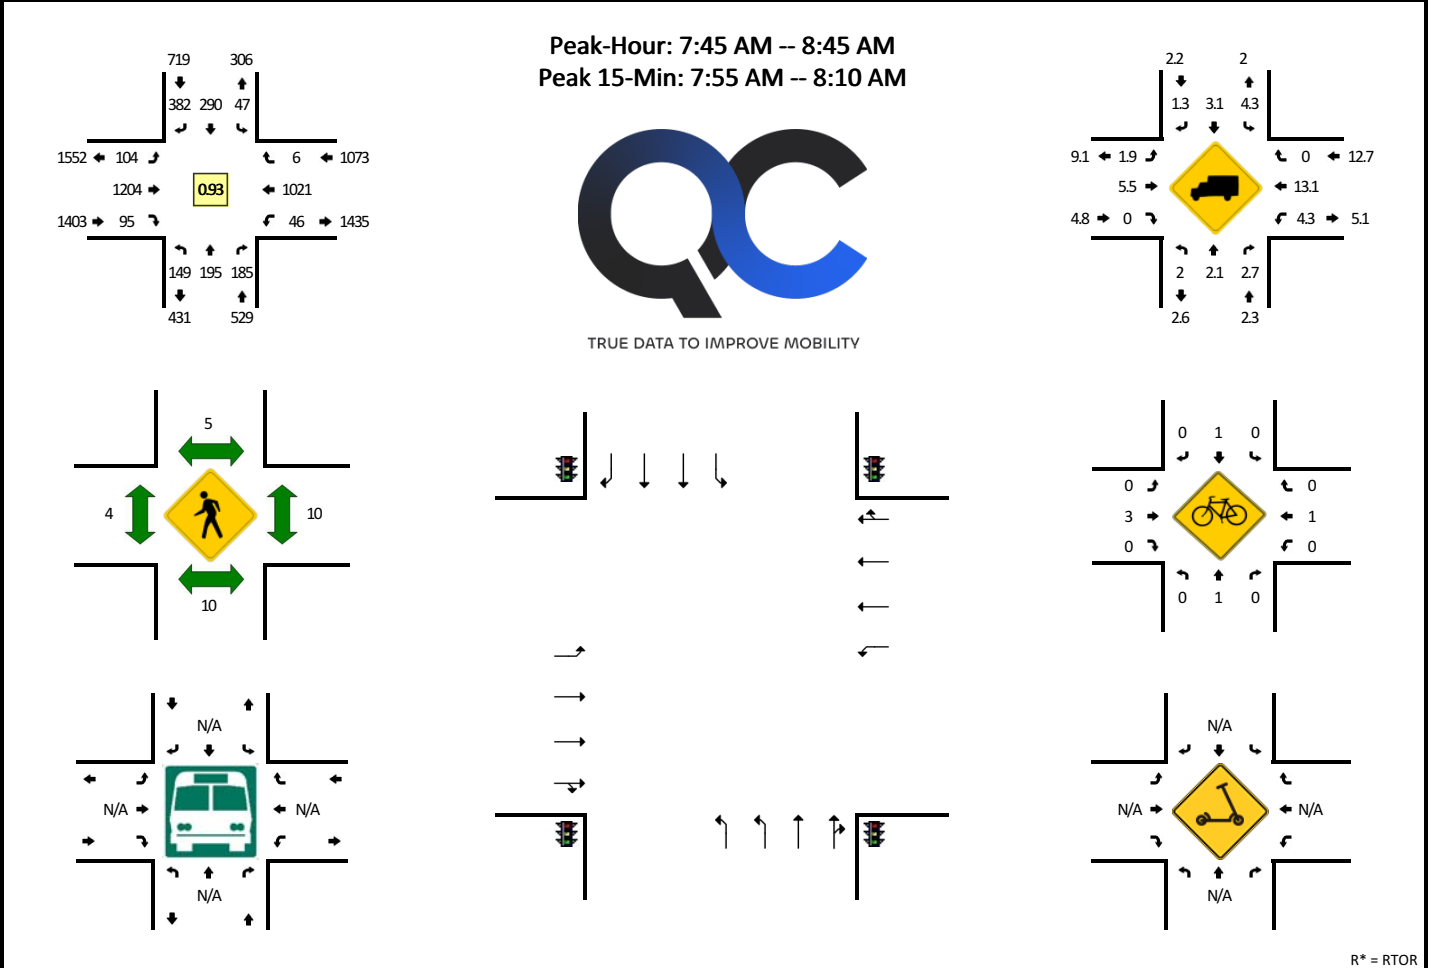 Peak-Hour: 7:45 AM -- 8:45 AM
Peak 15-Min: 7:55 AM -- 8:10 AM
719 306
382 290 47
1552 104 6 1073
1204 0.93 1021
1403 95 46 1435
149 195 185
431 529
QC
TRUE DATA TO IMPROVE MOBILITY
2.2 2
1.3 3.1 4.3
9.1 1.9 0 12.7
5.5 13.1
4.8 0 4.3 5.1
2 2.1 2.7
2.6 2.3
5
4 10
10
0 1 0
0 0
3 1
0 0
0 1 0
N/A
N/A N/A
N/A
N/A
N/A N/A
N/A
R* = RTOR